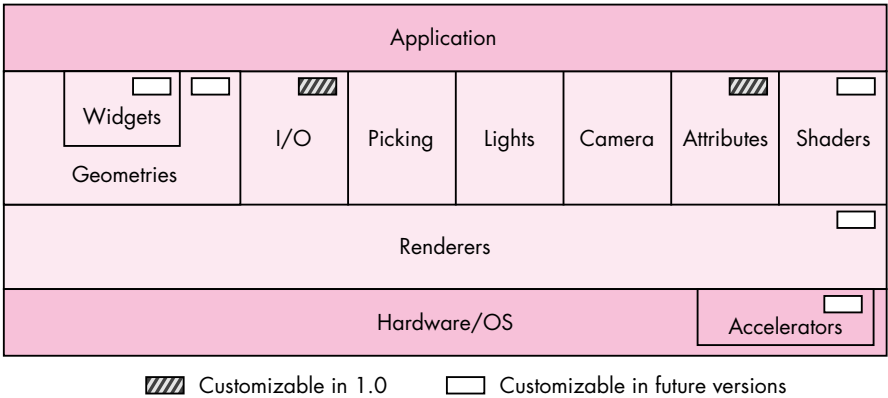 Application
Widgets
Geometries
I/O
Picking
Lights
Camera
Attributes
Shaders
Renderers
Hardware/OS
Accelerators
Customizable in 1.0
Customizable in future versions